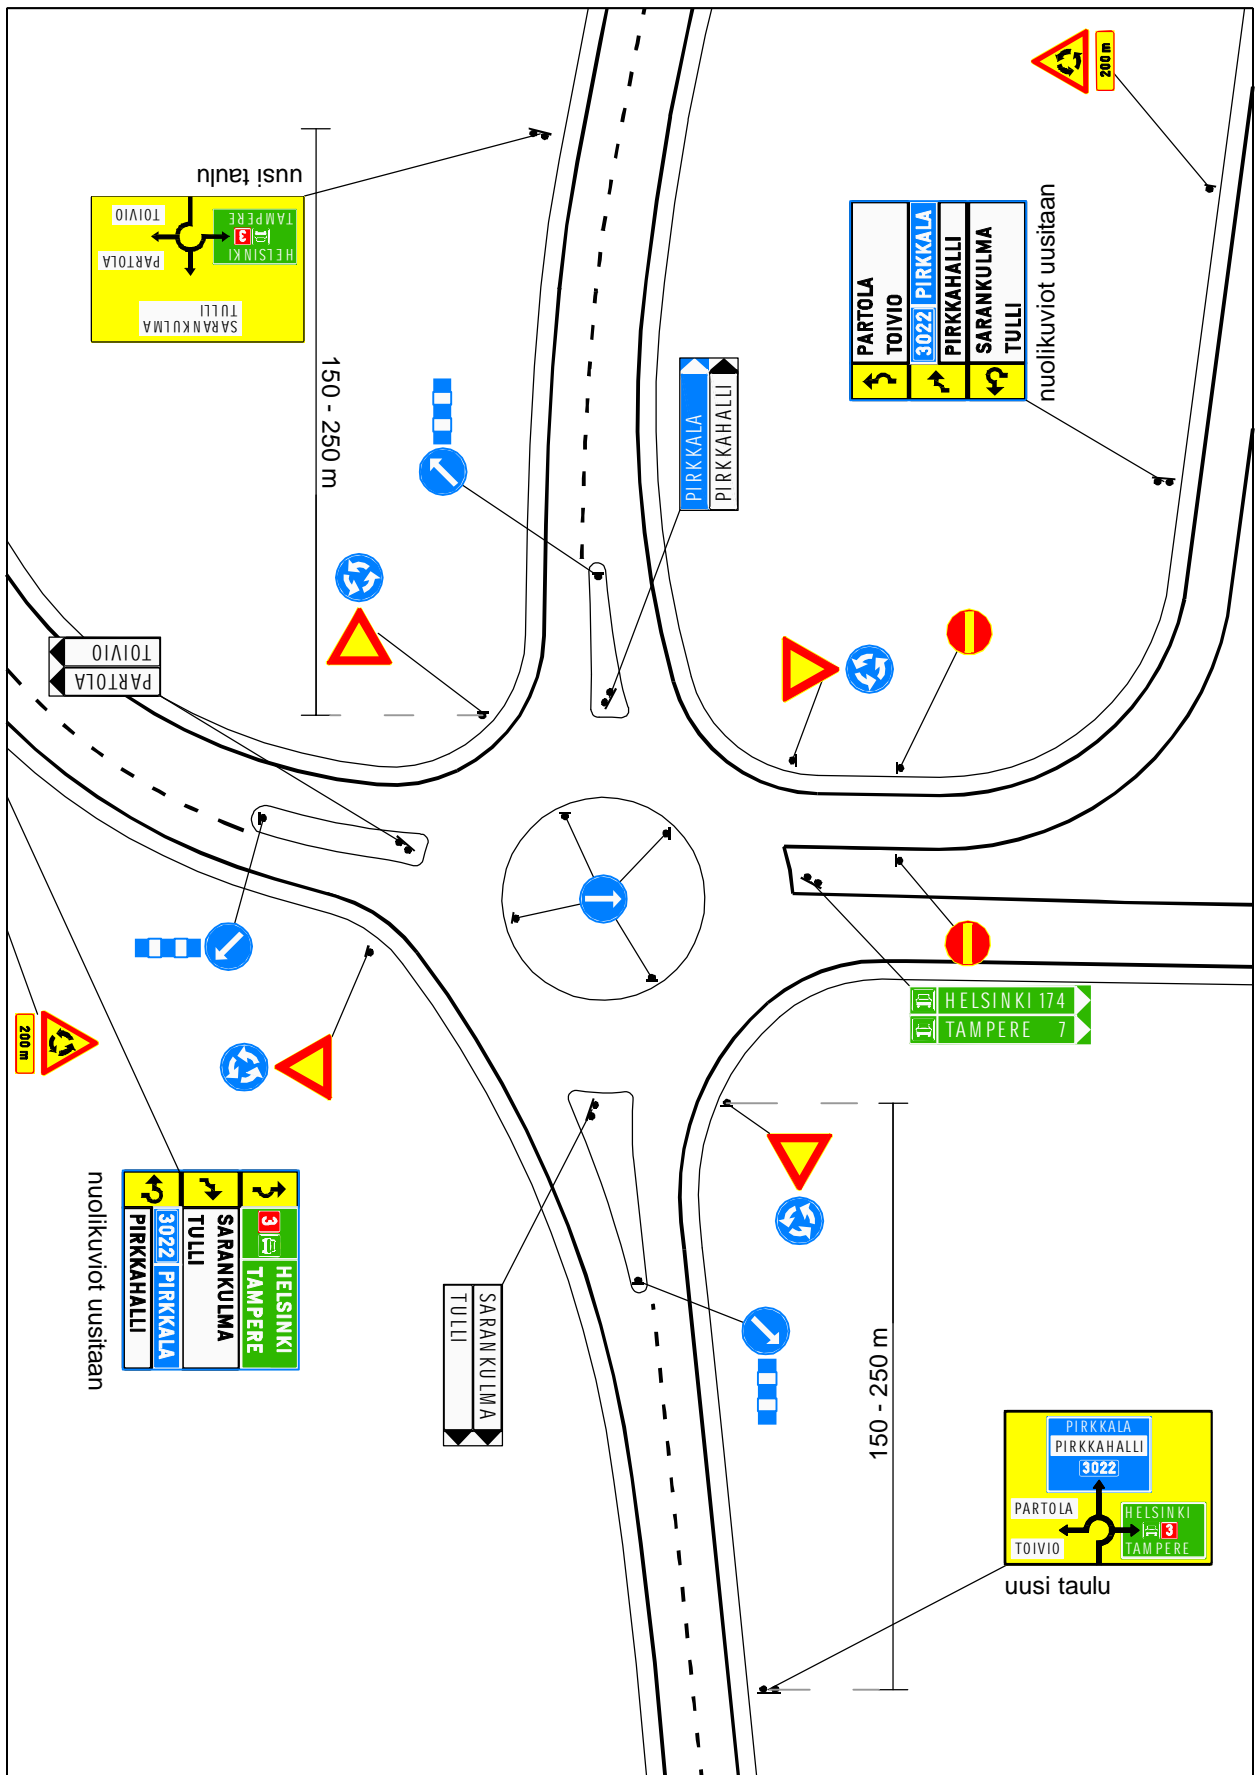 200 m
uusi taulu
HELSINKI
3
TAMPERE
TOIVIO
PARTOLA
SARANKULMA
TULLI
150 - 250 m
PARTOLA
TOIVIO
3022 PIRKKALA
PIRKKAHALLI
SARANKULMA
TULLI
nuolikuviot uusitaan
PIRKKALA
PIRKKAHALLI
TOIVIO
PARTOLA
HELSINKI 174
TAMPERE 7
200 m
3 HELSINKI
TAMPERE
SARANKULMA
TULLI
3022 PIRKKALA
PIRKKAHALLI
nuolikuviot uusitaan
SARANKULMA
TULLI
150 - 250 m
PIRKKALA
PIRKKAHALLI
3022
PARTOLA
TOIVIO
HELSINKI
3
TAMPERE
uusi taulu